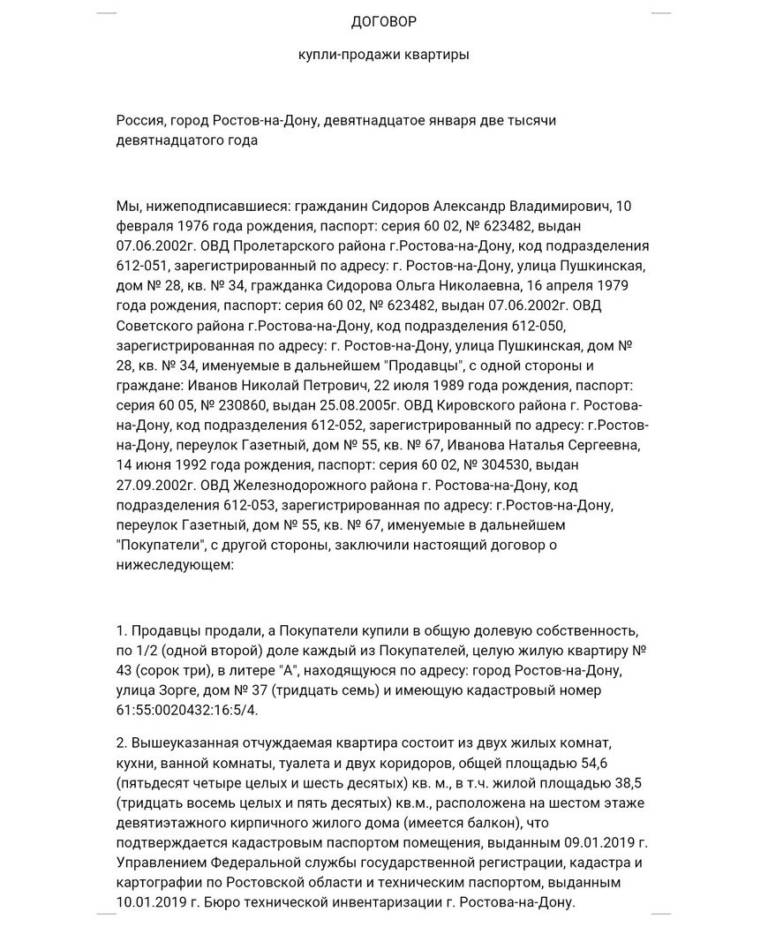 ДОГОВОР
купли-продажи квартиры
Россия, город Ростов-на-Дону, девятнадцатое января две тысячи
девятнадцатого года
Мы, нижеподписавшиеся: гражданин Сидоров Александр Владимирович, 10
февраля 1976 года рождения, паспорт: серия 60 02, № 623482, выдан
07.06.2002г. ОВД Пролетарского района г.Ростова-на-Дону, код подразделения
612-051, зарегистрированный по адресу: г. Ростов-на-Дону, улица Пушкинская,
дом № 28, кв. № 34, гражданка Сидорова Ольга Николаевна, 16 апреля 1979
года рождения, паспорт: серия 60 02, № 623482, выдан 07.06.2002г. ОВД
Советского района г.Ростова-на-Дону, код подразделения 612-050,
зарегистрированная по адресу: г. Ростов-на-Дону, улица Пушкинская, дом №
28, кв. № 34, именуемые в дальнейшем "Продавцы", с одной стороны и
граждане: Иванов Николай Петрович, 22 июля 1989 года рождения, паспорт:
серия 60 05, № 230860, выдан 25.08.2005г. ОВД Кировского района г. Ростова-
на-Дону, код подразделения 612-052, зарегистрированный по адресу: г.Ростов-
на-Дону, переулок Газетный, дом № 55, кв. № 67, Иванова Наталья Сергеевна,
14 июня 1992 года рождения, паспорт: серия 60 02, № 304530, выдан
27.09.2002г. ОВД Железнодорожного района г. Ростова-на-Дону, код
подразделения 612-053, зарегистрированная по адресу: г.Ростов-на-Дону,
переулок Газетный, дом № 55, кв. № 67, именуемые в дальнейшем
"Покупатели", с другой стороны, заключили настоящий договор о
нижеследующем:
1. Продавцы продали, а Покупатели купили в общую долевую собственность,
по 1/2 (одной второй) доле каждый из Покупателей, целую жилую квартиру №
43 (сорок три), в литере "А", находящуюся по адресу: город Ростов-на-Дону,
улица Зорге, дом № 37 (тридцать семь) и имеющую кадастровый номер
61:55:0020432:16:5/4.
2. Вышеуказанная отчуждаемая квартира состоит из двух жилых комнат,
кухни, ванной комнаты, туалета и двух коридоров, общей площадью 54,6
(пятьдесят четыре целых и шесть десятых) кв. м., в т.ч. жилой площадью 38,5
(тридцать восемь целых и пять десятых) кв.м., расположена на шестом этаже
девятиэтажного кирпичного жилого дома (имеется балкон), что
подтверждается кадастровым паспортом помещения, выданным 09.01.2019 г.
Управлением Федеральной службы государственной регистрации, кадастра и
картографии по Ростовской области и техническим паспортом, выданным
10.01.2019 г. Бюро технической инвентаризации г. Ростова-на-Дону.